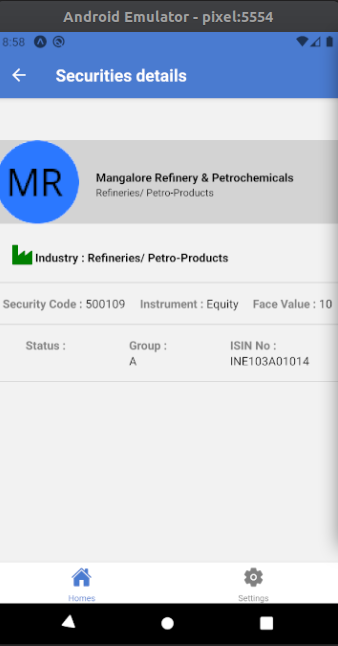 Android Emulator - pixel:5554
8:58
Securities details
MR
Mangalore Refinery & Petrochemicals
Refineries/ Petro-Products
Industry : Refineries/ Petro-Products
Security Code : 500109 Instrument : Equity Face Value : 10
Status : Group : ISIN No :
A INE103A01014
Homes Settings